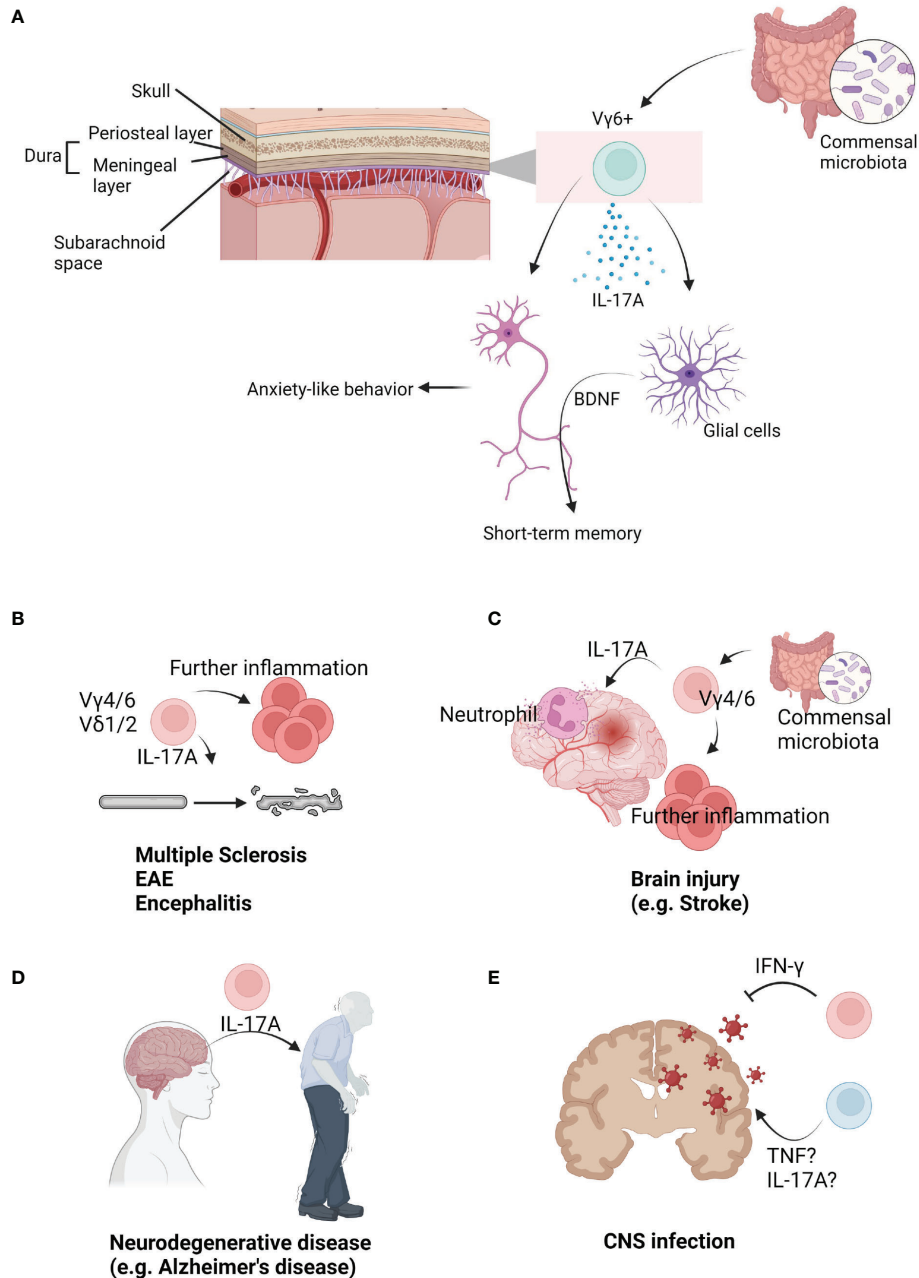 A
Skull
Periosteal layer
Dura
Meningeal
layer
Subarachnoid
space
Vγ6+
Commensal
microbiota
IL-17A
Anxiety-like behavior
BDNF
Glial cells
Short-term memory
B
Further inflammation
Vγ4/6
Vδ1/2
IL-17A
Multiple Sclerosis
EAE
Encephalitis
C
IL-17A
Neutrophil
Vγ4/6
Commensal
microbiota
Further inflammation
Brain injury
(e.g. Stroke)
D
IL-17A
Neurodegenerative disease
(e.g. Alzheimer's disease)
E
IFN-γ
TNF?
IL-17A?
CNS infection